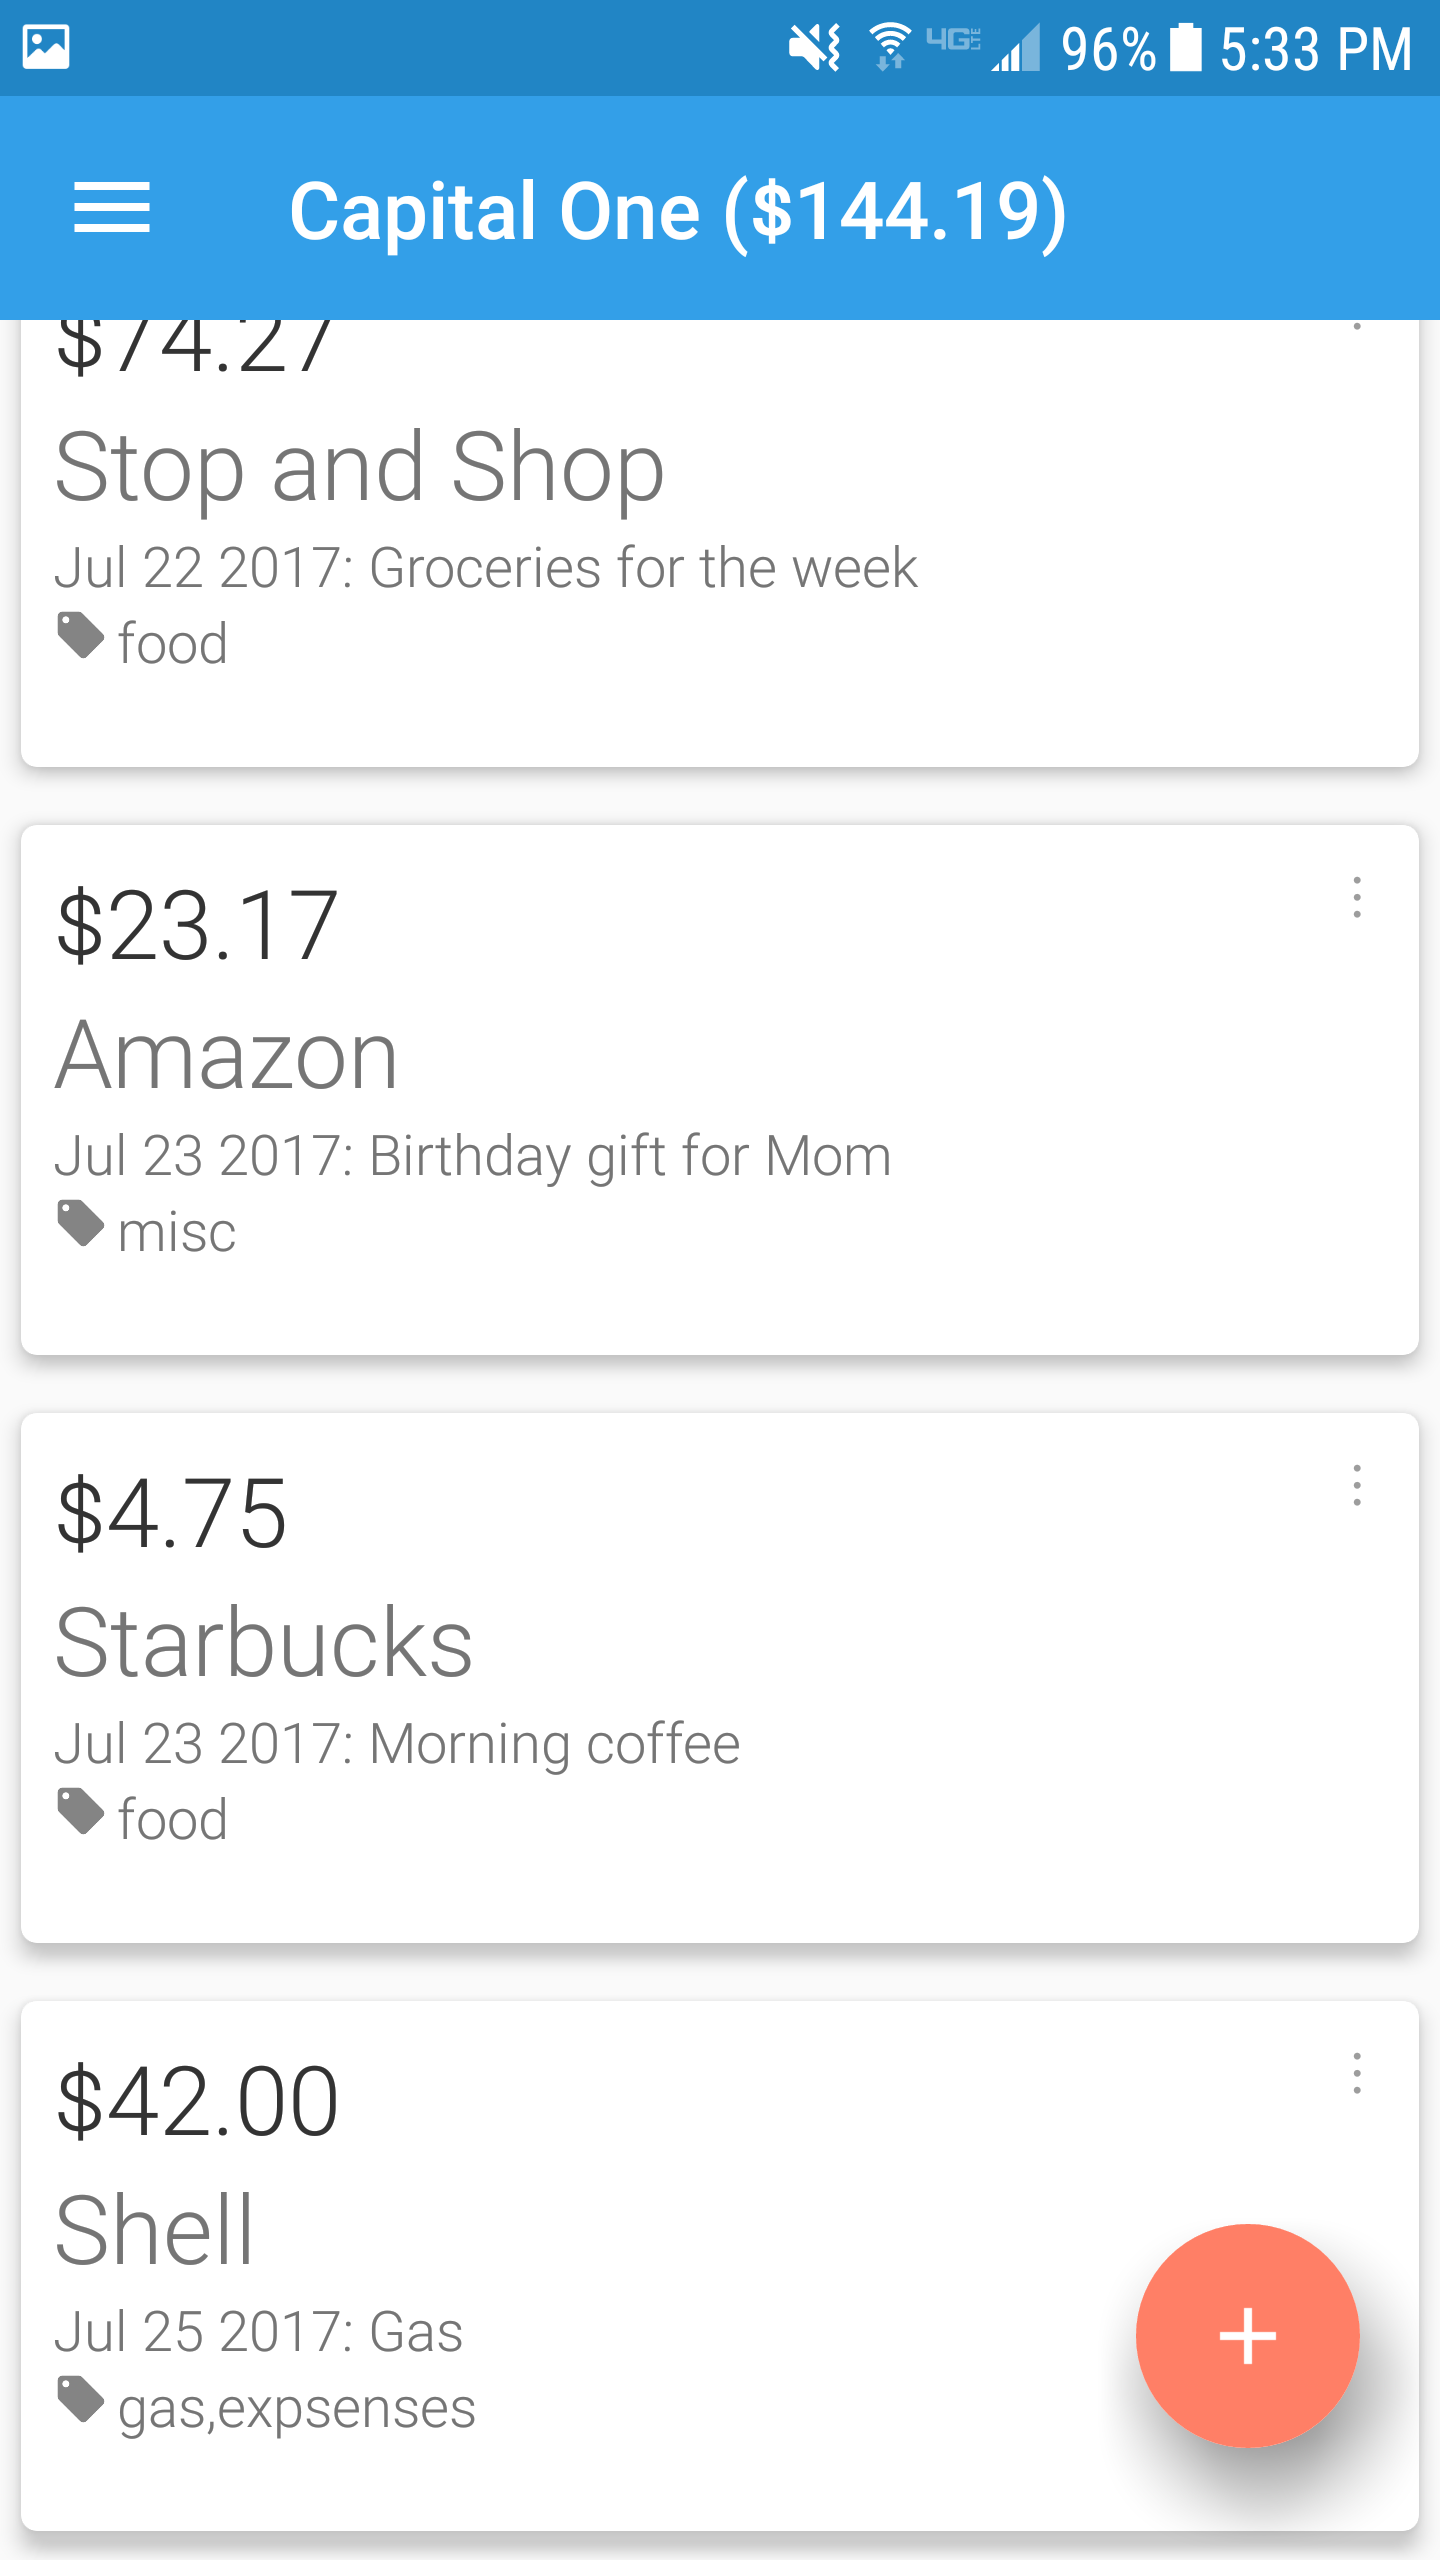 4G LTE 96% 5:33 PM
Capital One ($144.19)
$74.27
Stop and Shop
Jul 22 2017: Groceries for the week
food
$23.17
Amazon
Jul 23 2017: Birthday gift for Mom
misc
$4.75
Starbucks
Jul 23 2017: Morning coffee
food
$42.00
Shell
Jul 25 2017: Gas
gas,expsenses